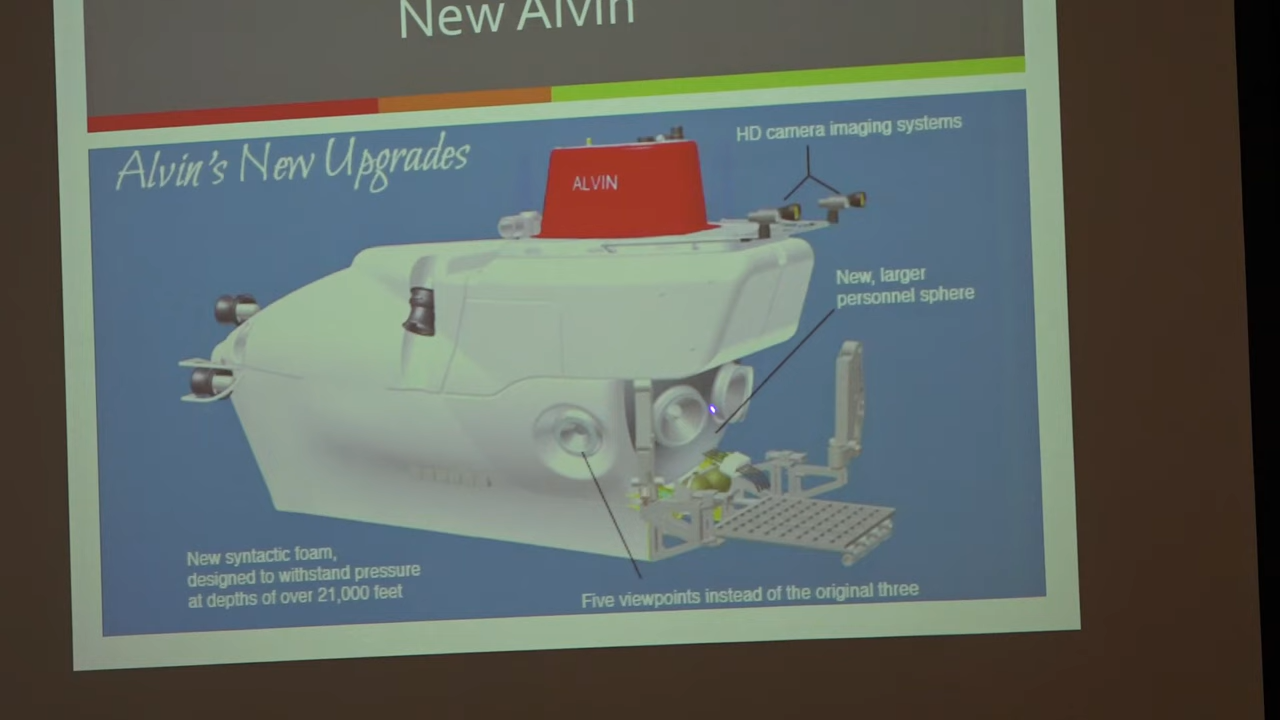 New Alvin
Alvin's New Upgrades
HD camera imaging systems
ALVIN
New, larger
personnel sphere
New syntactic foam,
designed to withstand pressure
at depths of over 21,000 feet
Five viewpoints instead of the original three